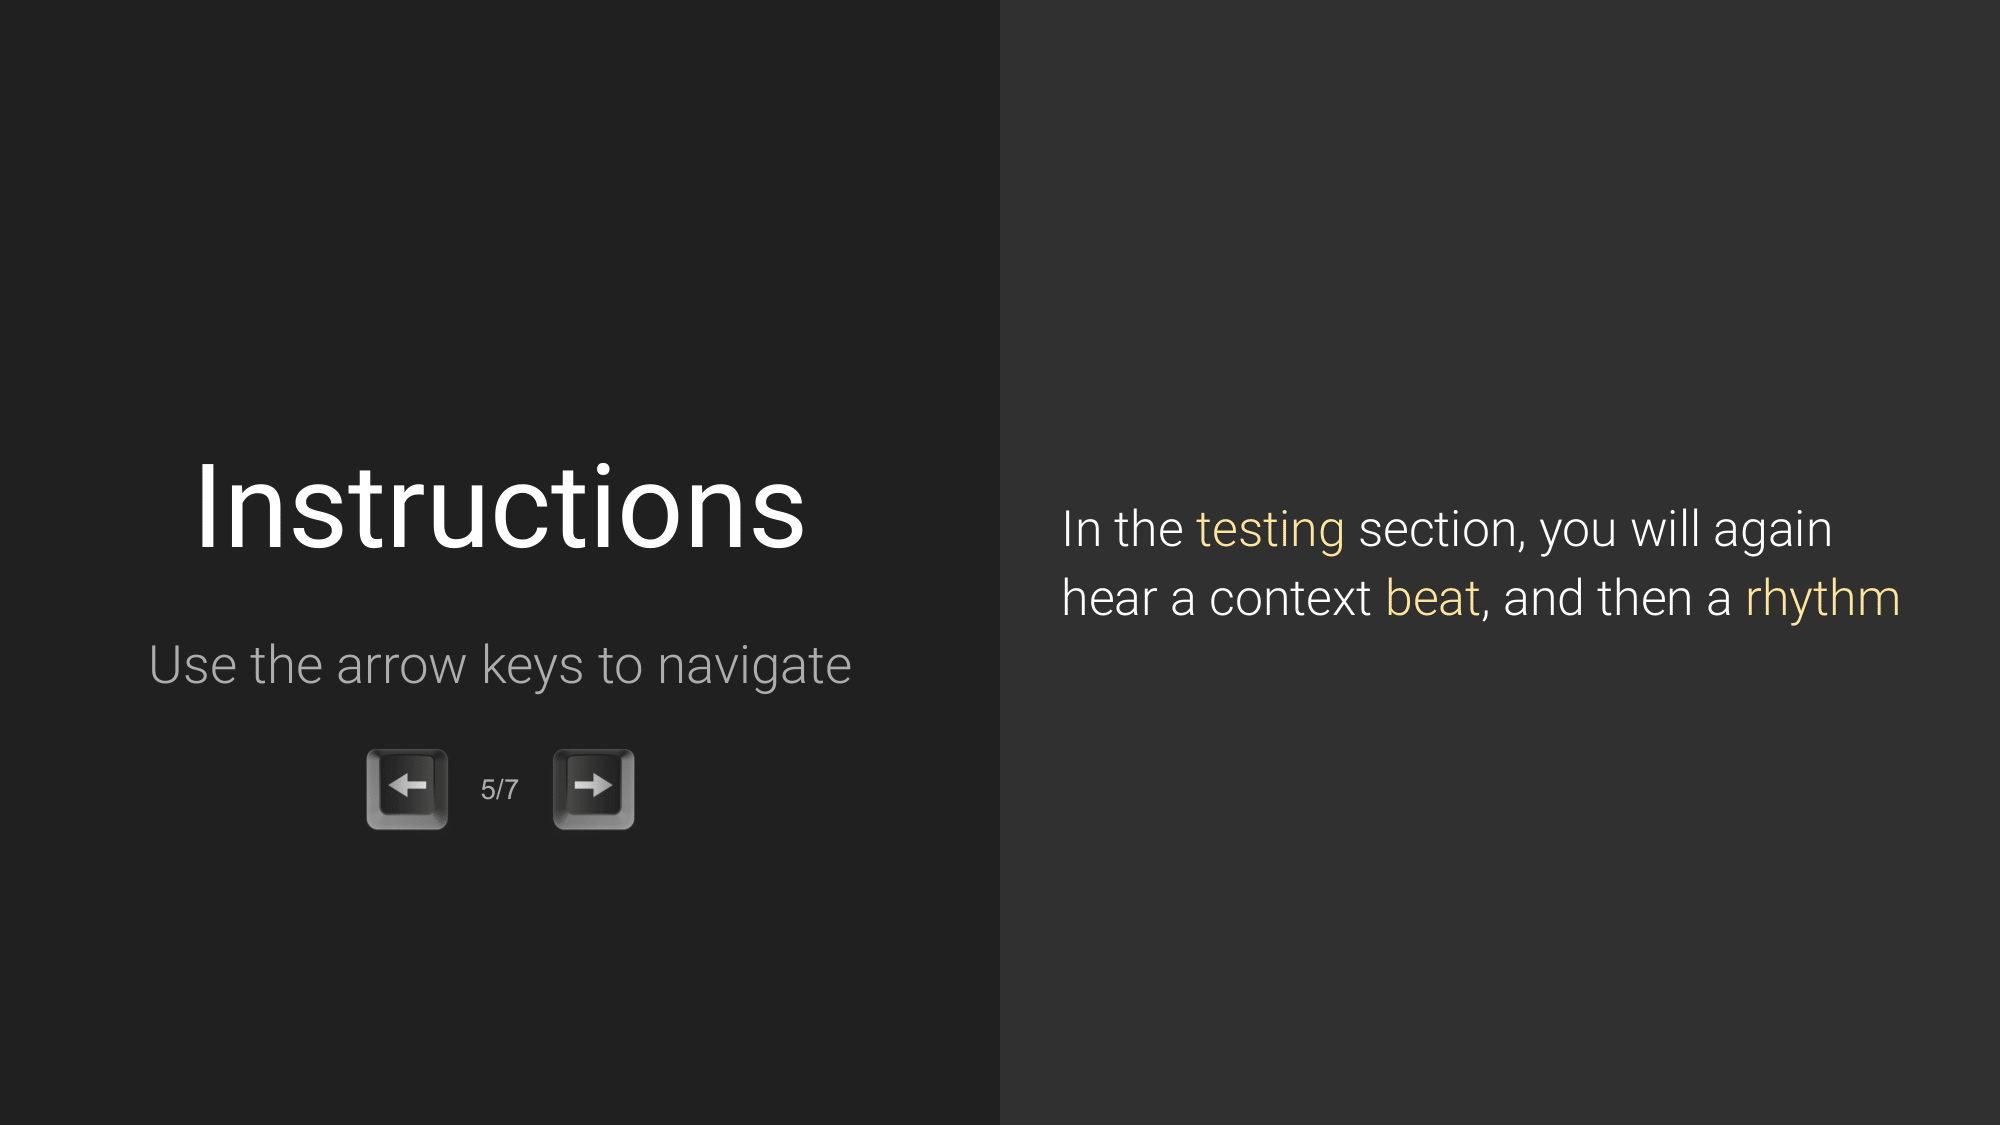 Instructions
Use the arrow keys to navigate
5/7
In the testing section, you will again
hear a context beat, and then a rhythm